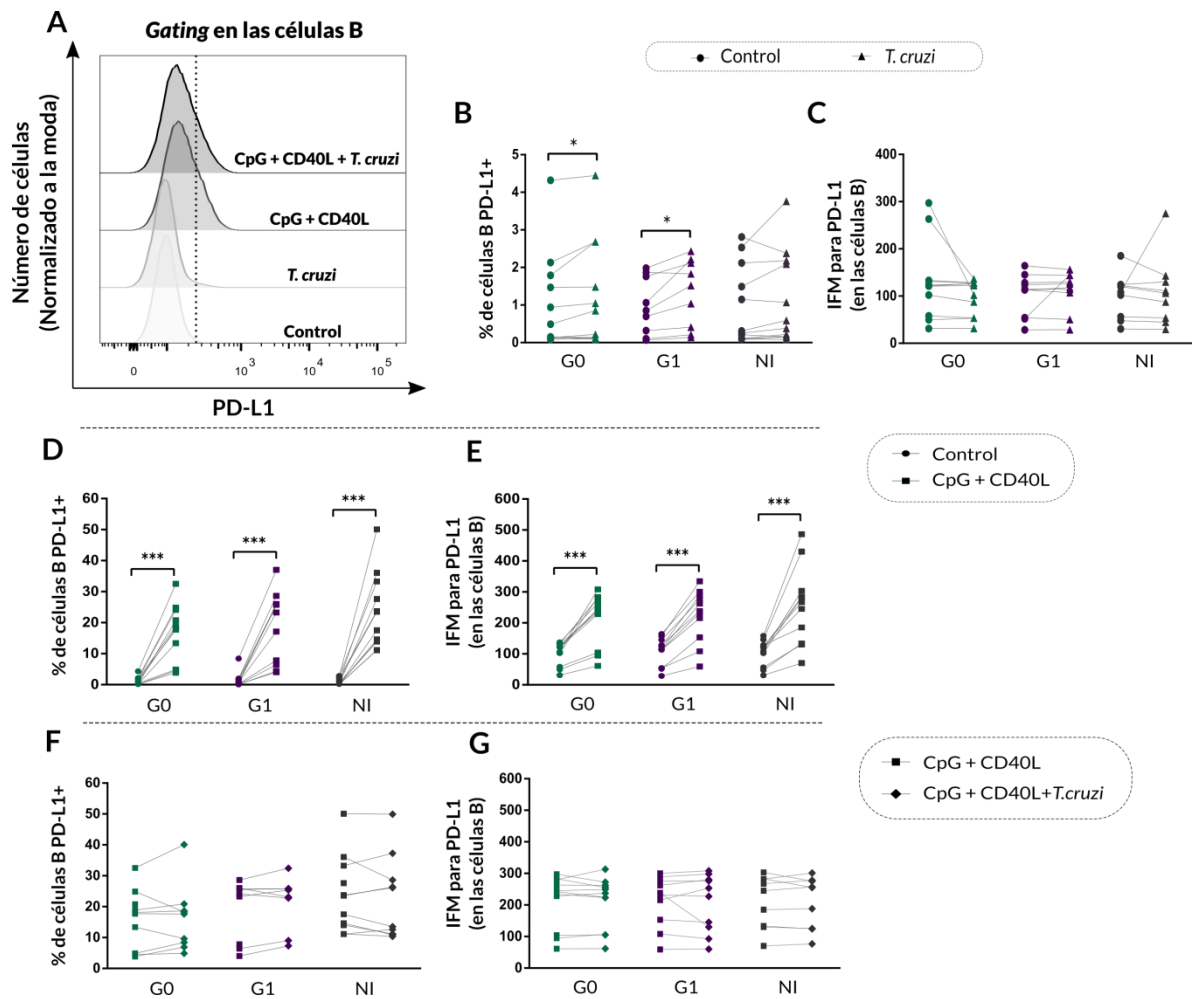 A
Gating en las células B
Número de células
(Normalizado a la moda)
CpG + CD40L + T. cruzi
CpG + CD40L
T. cruzi
Control
0 10³ 10⁴ 10⁵
PD-L1
Control T. cruzi
B
% de células B PD-L1+
5
4
3
2
1
0
* *
G0 G1 NI
C
IFM para PD-L1
(en las células B)
400
300
200
100
0
G0 G1 NI
D
% de células B PD-L1+
60
50
40
30
20
10
0
*** *** ***
G0 G1 NI
E
IFM para PD-L1
(en las células B)
600
500
400
300
200
100
0
*** *** ***
G0 G1 NI
Control
CpG + CD40L
F
% de células B PD-L1+
60
50
40
30
20
10
0
G0 G1 NI
G
IFM para PD-L1
(en las células B)
600
500
400
300
200
100
0
G0 G1 NI
CpG + CD40L
CpG + CD40L+T.cruzi